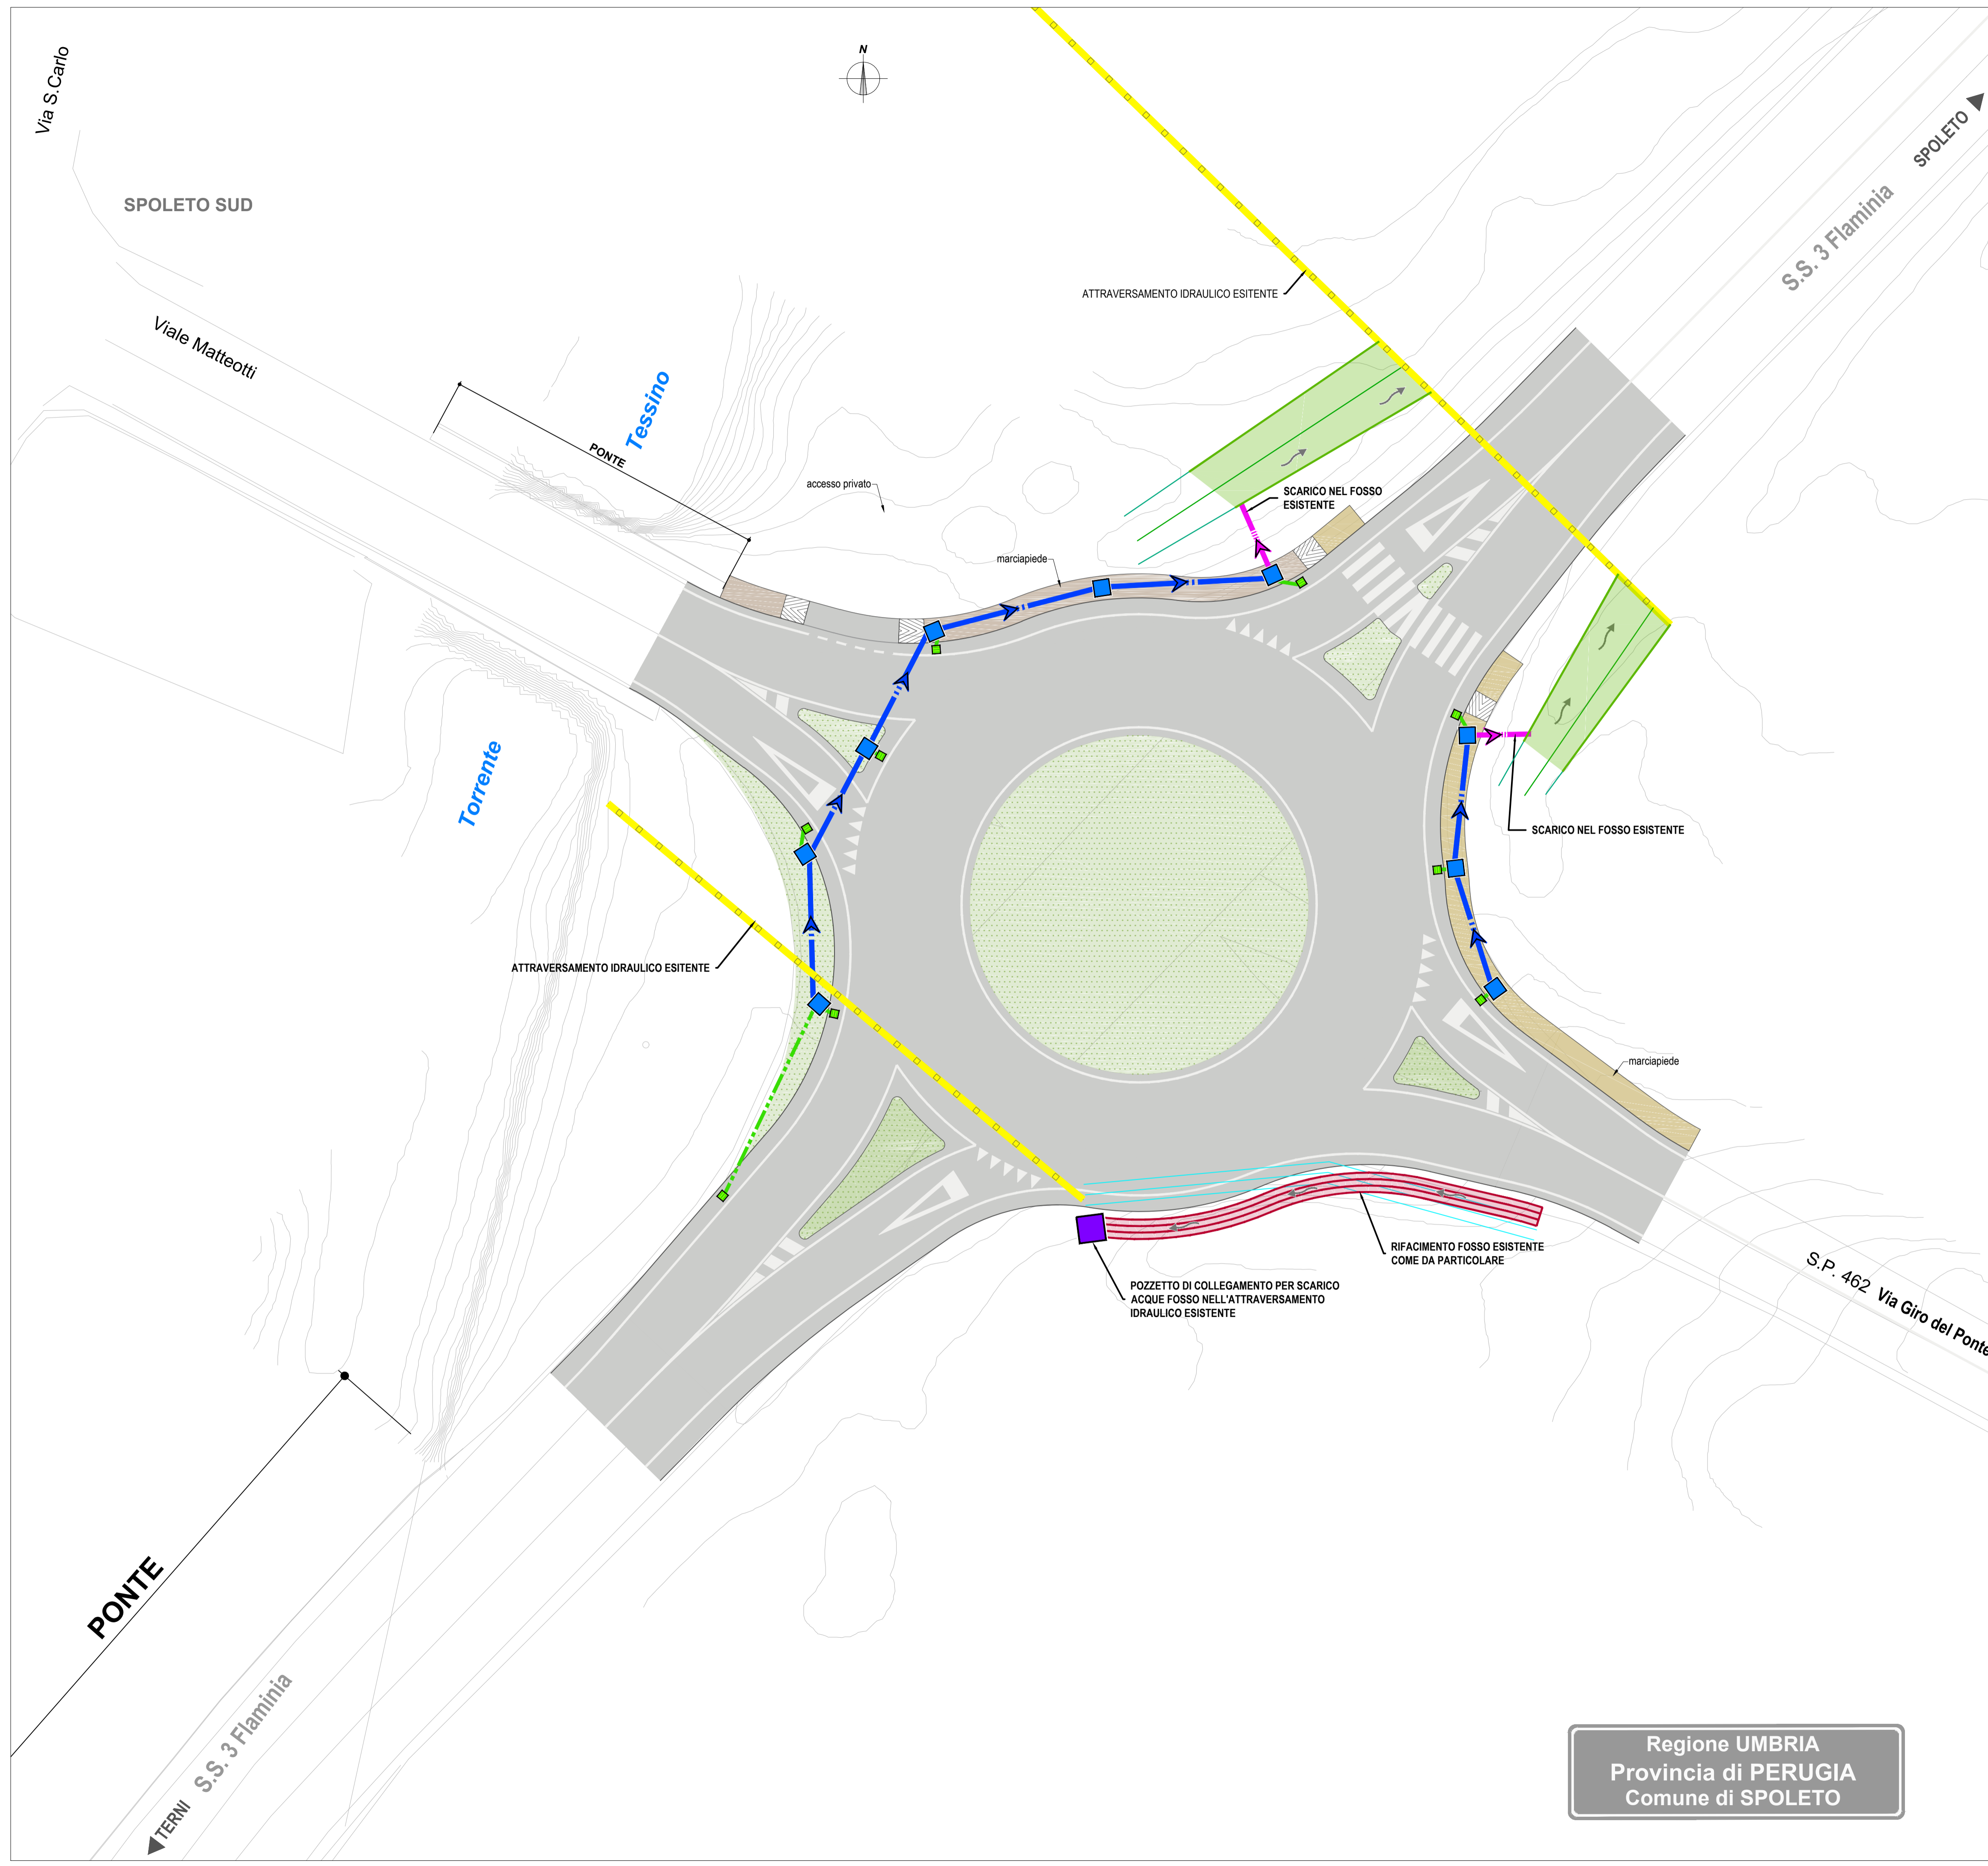 Via S.Carlo
N
SPOLETO
S.S. 3 Flaminia
SPOLETO SUD
ATTRAVERSAMENTO IDRAULICO ESITENTE
Viale Matteotti
Tessino
PONTE
accesso privato
SCARICO NEL FOSSO
ESISTENTE
marciapiede
Torrente
SCARICO NEL FOSSO ESISTENTE
ATTRAVERSAMENTO IDRAULICO ESITENTE
marciapiede
RIFACIMENTO FOSSO ESISTENTE
COME DA PARTICOLARE
POZZETTO DI COLLEGAMENTO PER SCARICO
ACQUE FOSSO NELL'ATTRAVERSAMENTO
IDRAULICO ESISTENTE
S.P. 462 Via Giro del Ponte
PONTE
S.S. 3 Flaminia
TERNI
Regione UMBRIA
Provincia di PERUGIA
Comune di SPOLETO